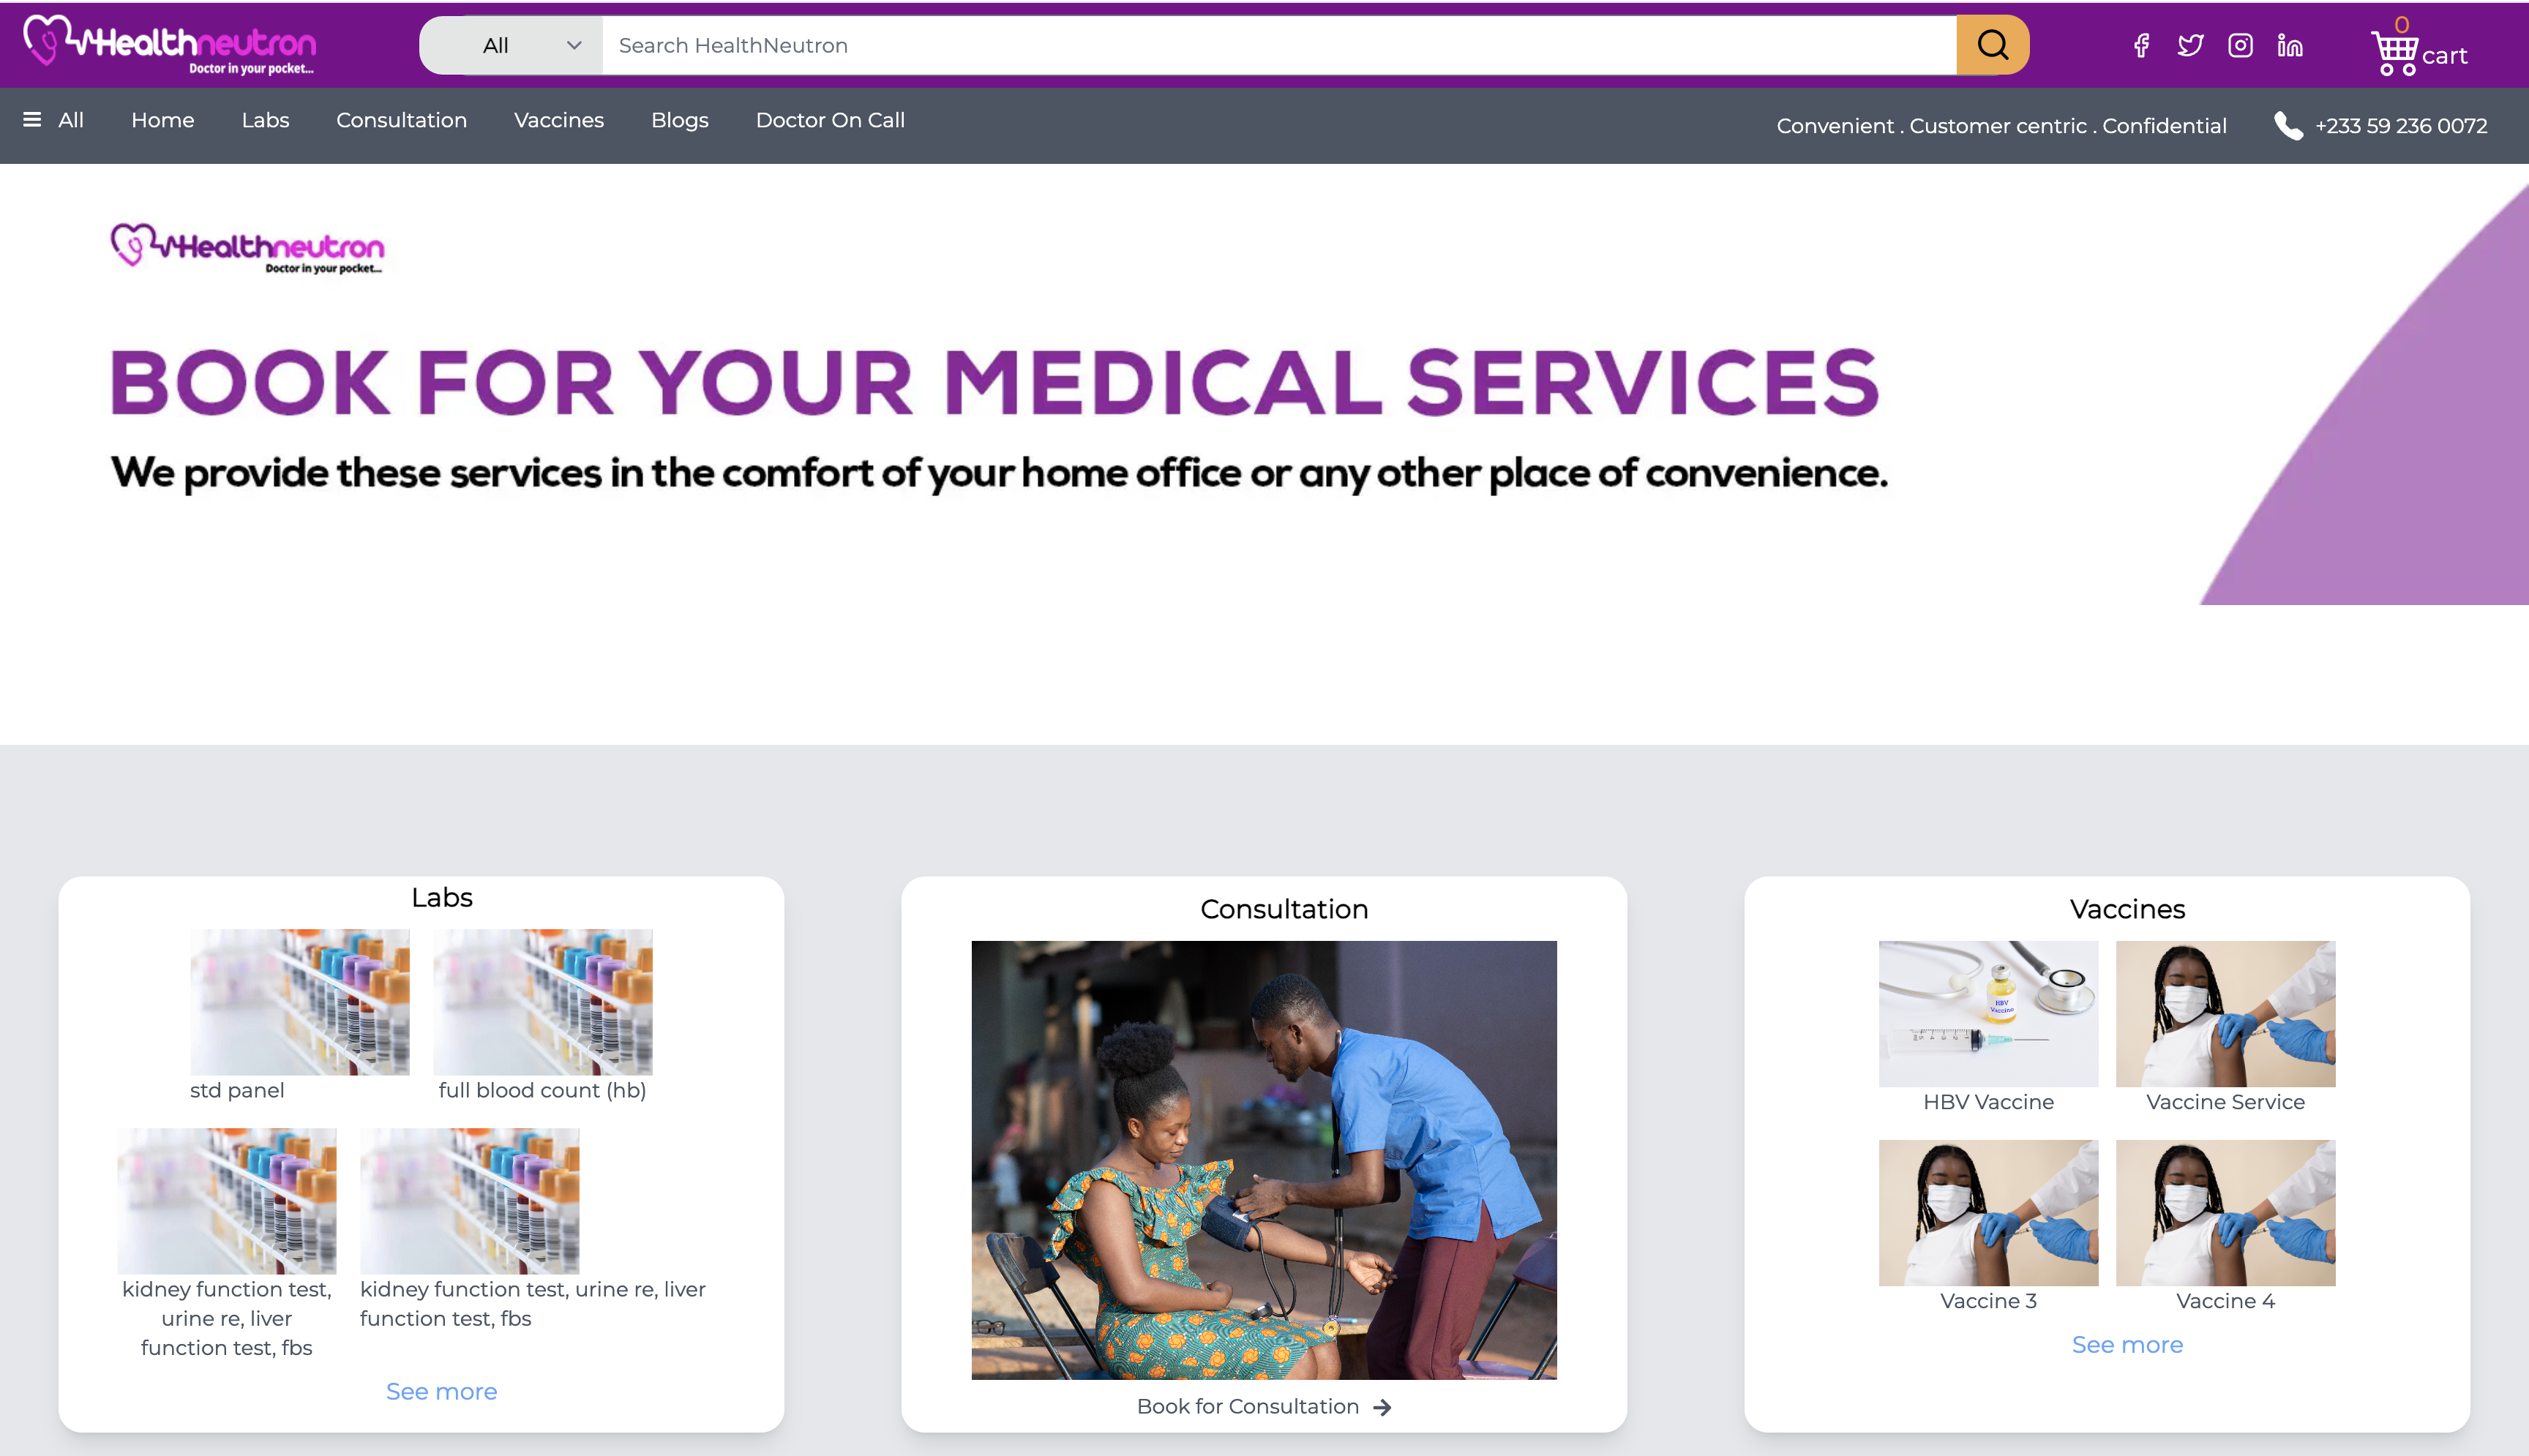 Healthneutron
Doctor in your pocket...
All
Search HealthNeutron
0
cart
All
Home
Labs
Consultation
Vaccines
Blogs
Doctor On Call
Convenient . Customer centric . Confidential
+233 59 236 0072
Healthneutron
Doctor in your pocket...
BOOK FOR YOUR MEDICAL SERVICES
We provide these services in the comfort of your home office or any other place of convenience.
Labs
std panel
full blood count (hb)
kidney function test,
urine re, liver
function test, fbs
kidney function test, urine re, liver
function test, fbs
See more
Consultation
Book for Consultation
Vaccines
HBV
Vaccine
HBV Vaccine
Vaccine Service
Vaccine 3
Vaccine 4
See more